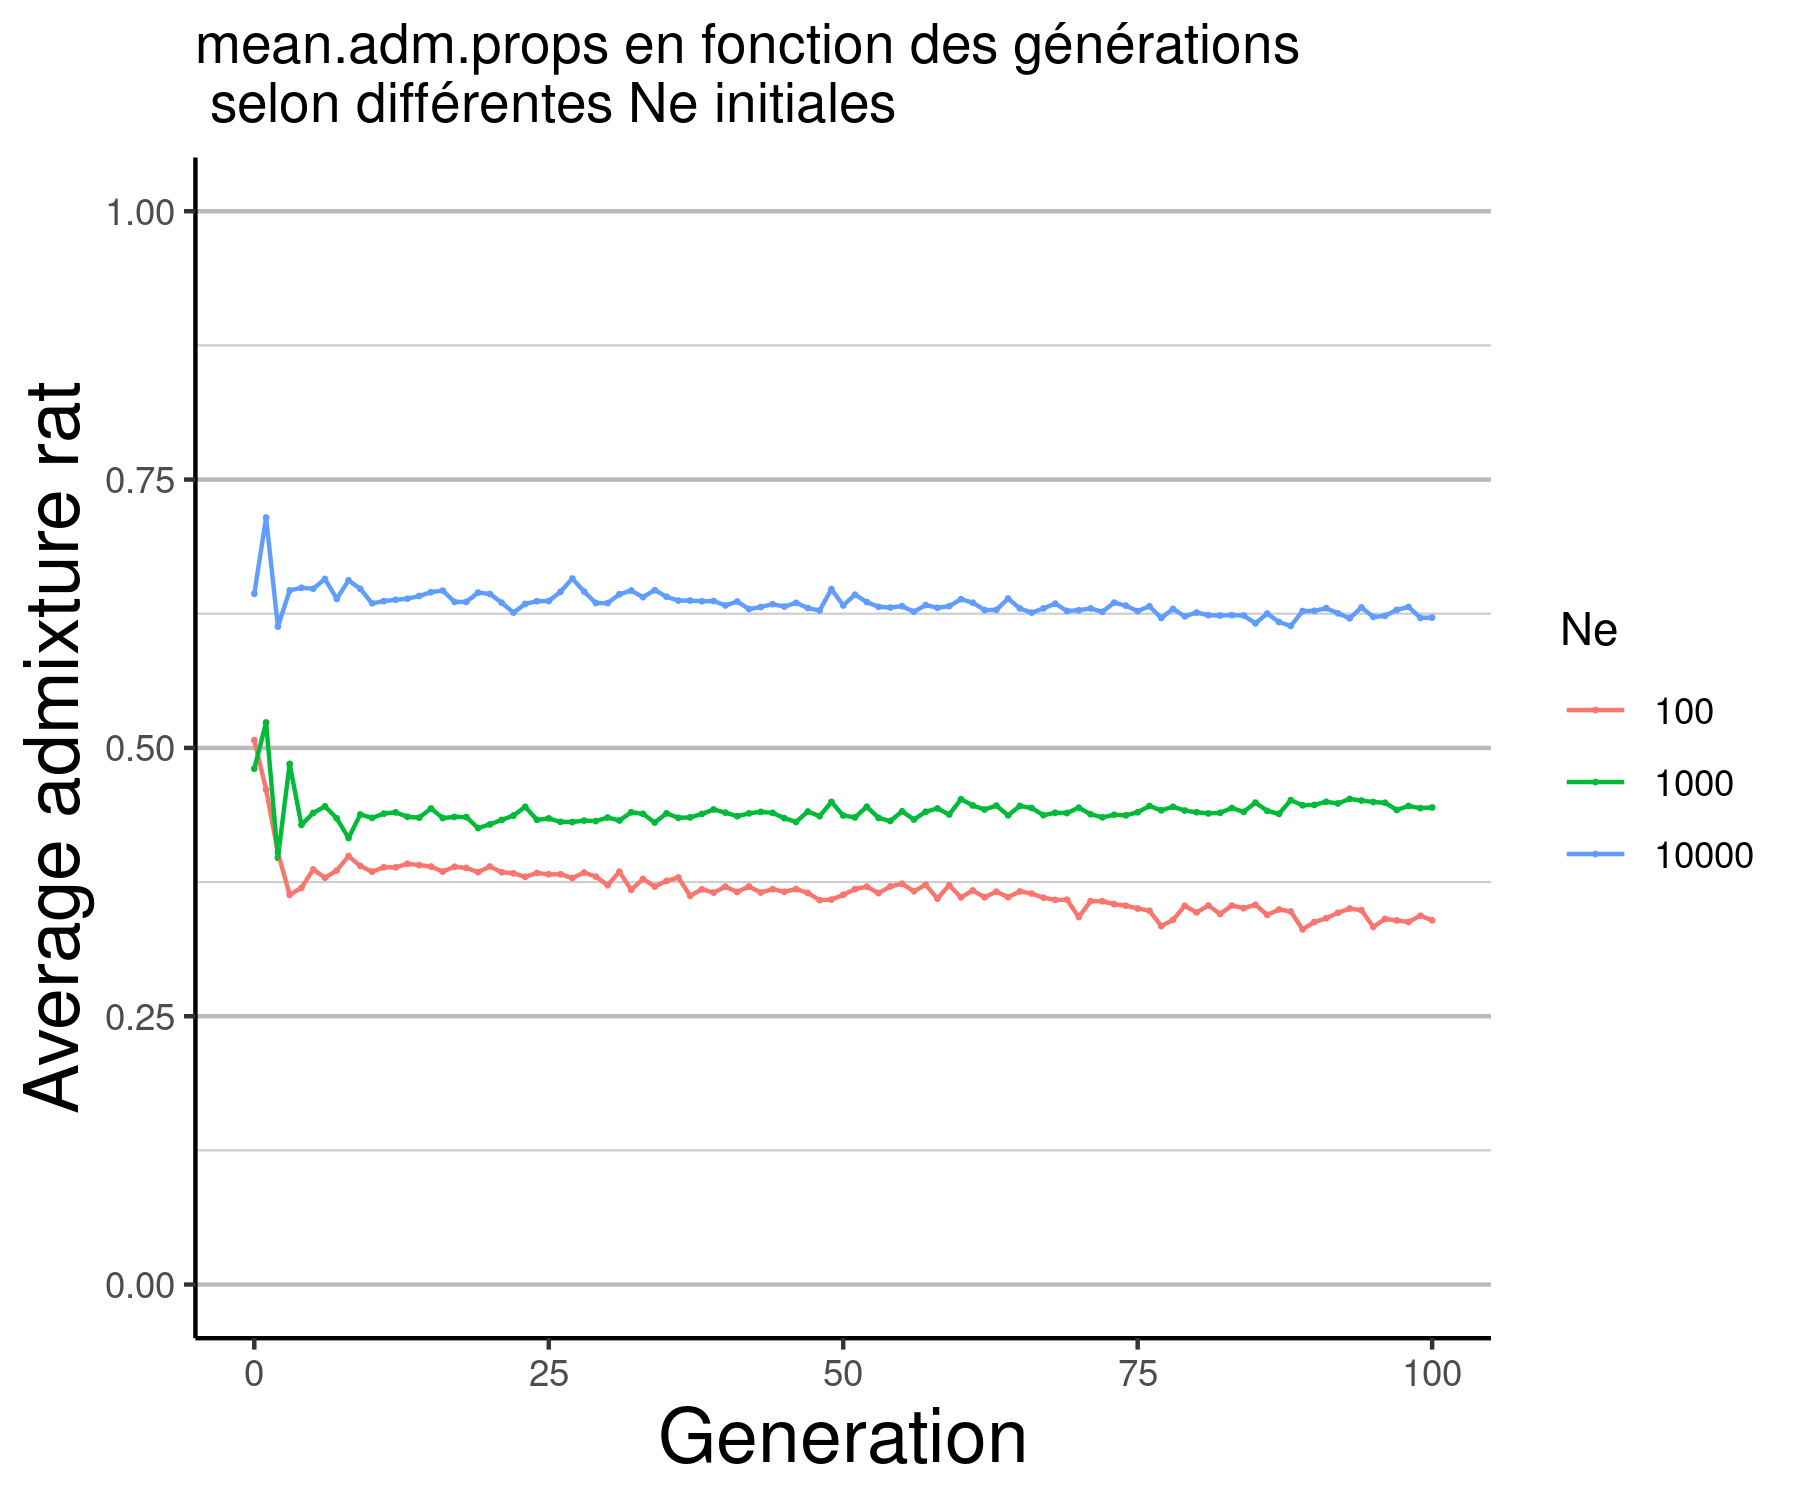 mean.adm.props en fonction des générations
selon différentes Ne initiales
Average admixture rat
1.00
0.75
0.50
0.25
0.00
0
25
50
75
100
Generation
Ne
100
1000
10000